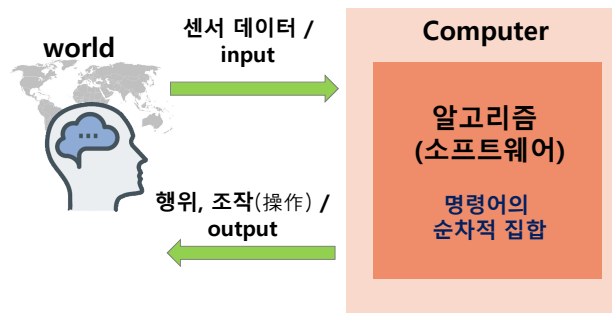 world
센서 데이터 /
input
행위, 조작(操作) /
output
Computer
알고리즘
(소프트웨어)
명령어의
순차적 집합